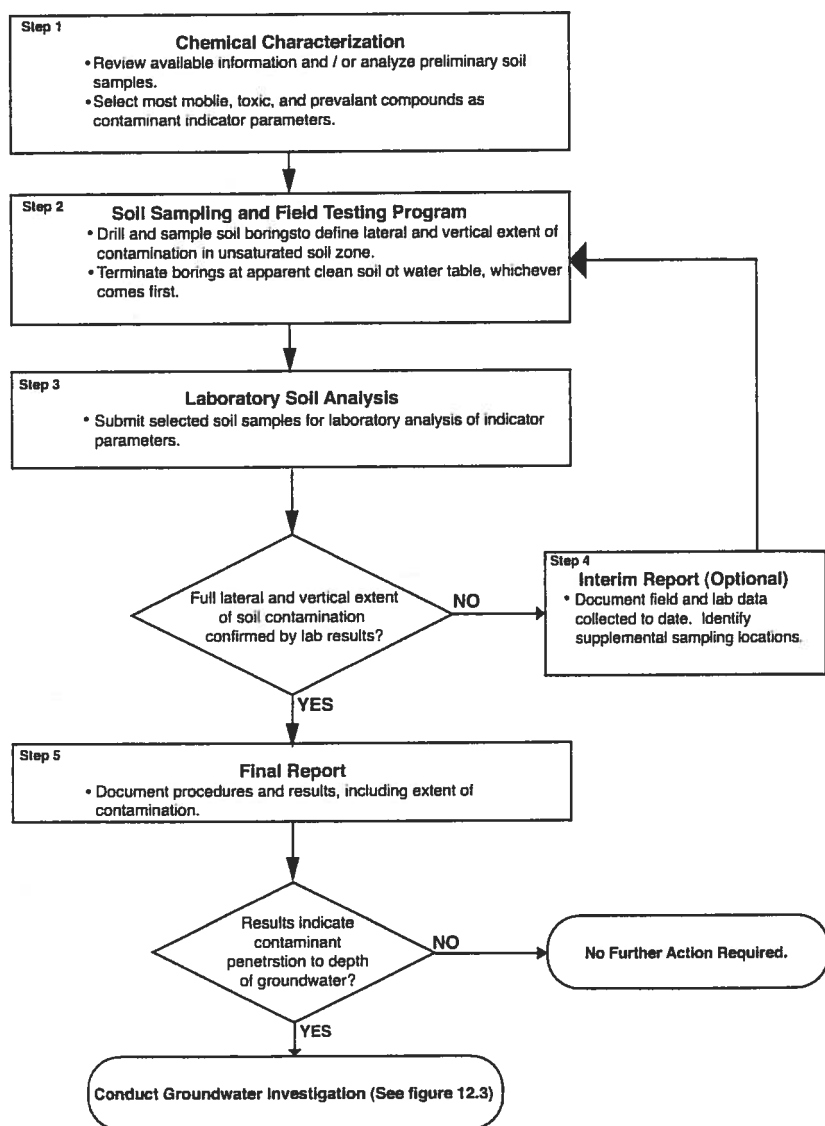 Step 1
Chemical Characterization
• Review available information and / or analyze preliminary soil
samples.
• Select most moblie, toxic, and prevalant compounds as
contaminant indicator parameters.
Step 2
Soil Sampling and Field Testing Program
• Drill and sample soil boringsto define lateral and vertical extent of
contamination in unsaturated soil zone.
• Terminate borings at apparent clean soil ot water table, whichever
comes first.
Step 3
Laboratory Soil Analysis
• Submit selected soil samples for laboratory analysis of indicator
parameters.
Full lateral and vertical extent
of soil contamination
confirmed by lab results?
NO
Step 4
Interim Report (Optional)
• Document field and lab data
collected to date. Identify
supplemental sampling locations.
YES
Step 5
Final Report
• Document procedures and results, including extent of
contamination.
Results indicate
contaminant
penetrstion to depth
of groundwater?
NO
No Further Action Required.
YES
Conduct Groundwater Investigation (See figure 12.3)